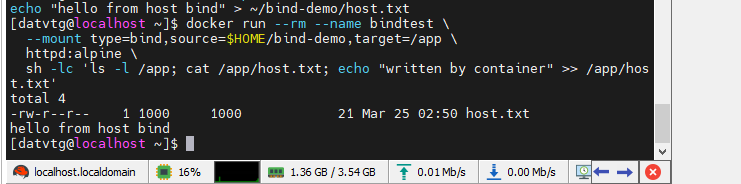 echo "hello from host bind" > ~/bind-demo/host.txt
[datvtg@localhost ~]$ docker run --rm --name bindtest \
  --mount type=bind,source=$HOME/bind-demo,target=/app \
  httpd:alpine \
  sh -lc 'ls -l /app; cat /app/host.txt; echo "written by container" >> /app/hos
t.txt'
total 4
-rw-r--r--    1 1000     1000            21 Mar 25 02:50 host.txt
hello from host bind
[datvtg@localhost ~]$
localhost.localdomain 16% 1.36 GB / 3.54 GB 0.01 Mb/s 0.00 Mb/s